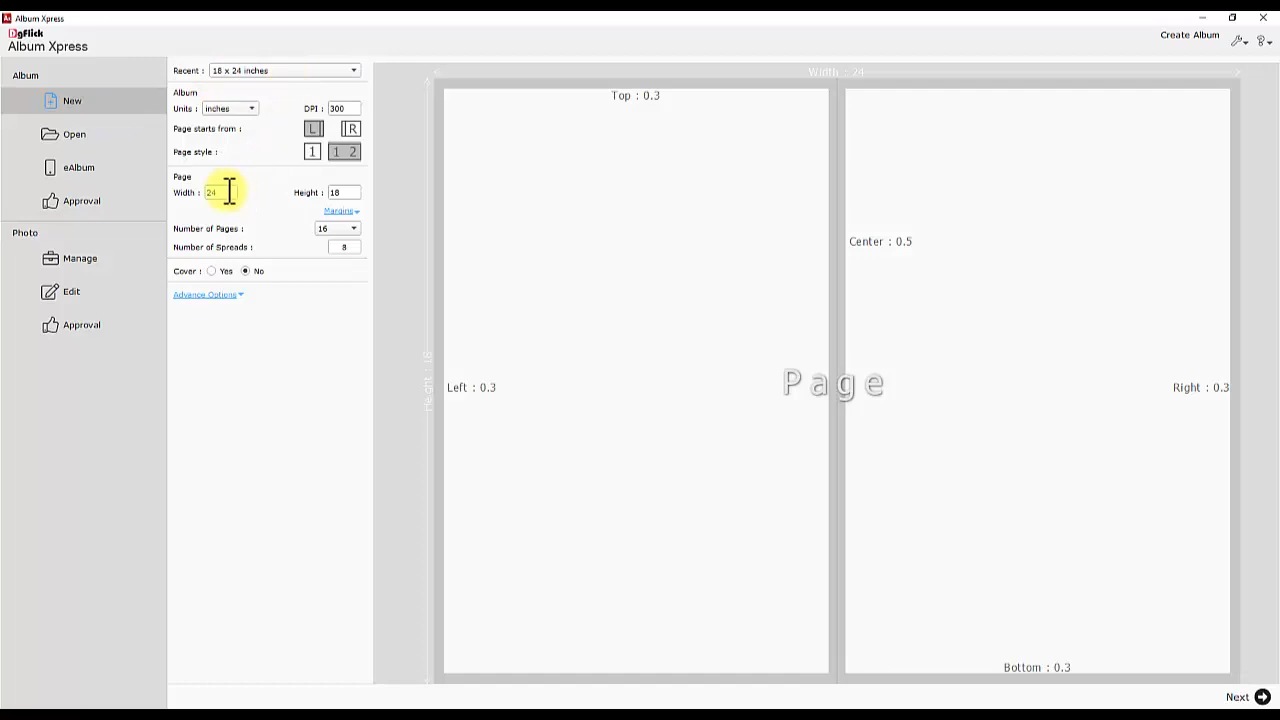 Album Xpress
DgFlick
Album Xpress
Create Album
Album
New
Open
eAlbum
Approval
Photo
Manage
Edit
Approval
Recent : 18 x 24 inches
Album
Units : inches DPI : 300
Page starts from : L R
Page style : 1 1 2
Page
Width : 24 Height : 18
Margins
Number of Pages : 16
Number of Spreads : 8
Cover : Yes No
Advance Options
Width : 24
Top : 0.3
Center : 0.5
Left : 0.3
Page
Right : 0.3
Bottom : 0.3
Next